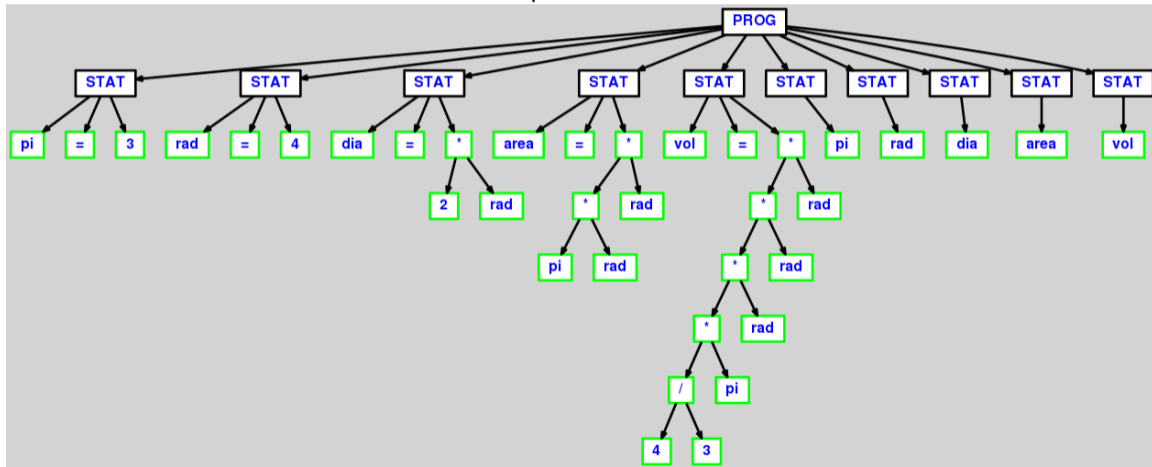 PROG
STAT STAT STAT STAT STAT STAT STAT STAT STAT STAT
pi = 3 rad = 4 dia = * area = * vol = * pi rad dia area vol
2 rad * rad * rad
pi rad * rad
* rad
/ pi
4 3